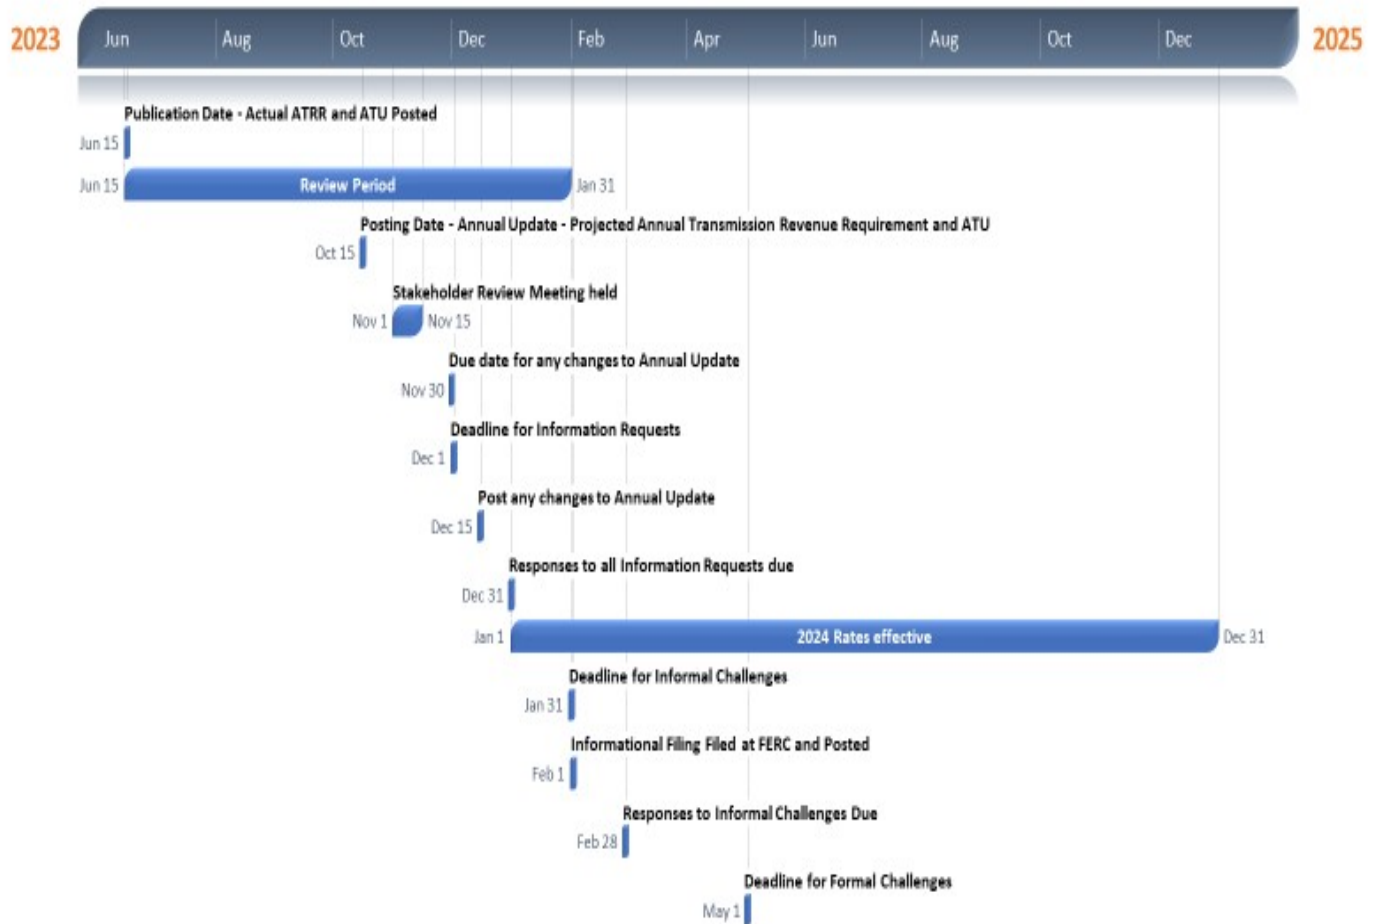 2023 Jun Aug Oct Dec Feb Apr Jun Aug Oct Dec 2025
Publication Date - Actual ATRR and ATU Posted
Jun 15
Jun 15 Review Period Jan 31
Posting Date - Annual Update - Projected Annual Transmission Revenue Requirement and ATU
Oct 15
Stakeholder Review Meeting held
Nov 1 Nov 15
Due date for any changes to Annual Update
Nov 30
Deadline for Information Requests
Dec 1
Post any changes to Annual Update
Dec 15
Responses to all Information Requests due
Dec 31
Jan 1 2024 Rates effective Dec 31
Deadline for Informal Challenges
Jan 31
Informational Filing Filed at FERC and Posted
Feb 1
Responses to Informal Challenges Due
Feb 28
Deadline for Formal Challenges
May 1